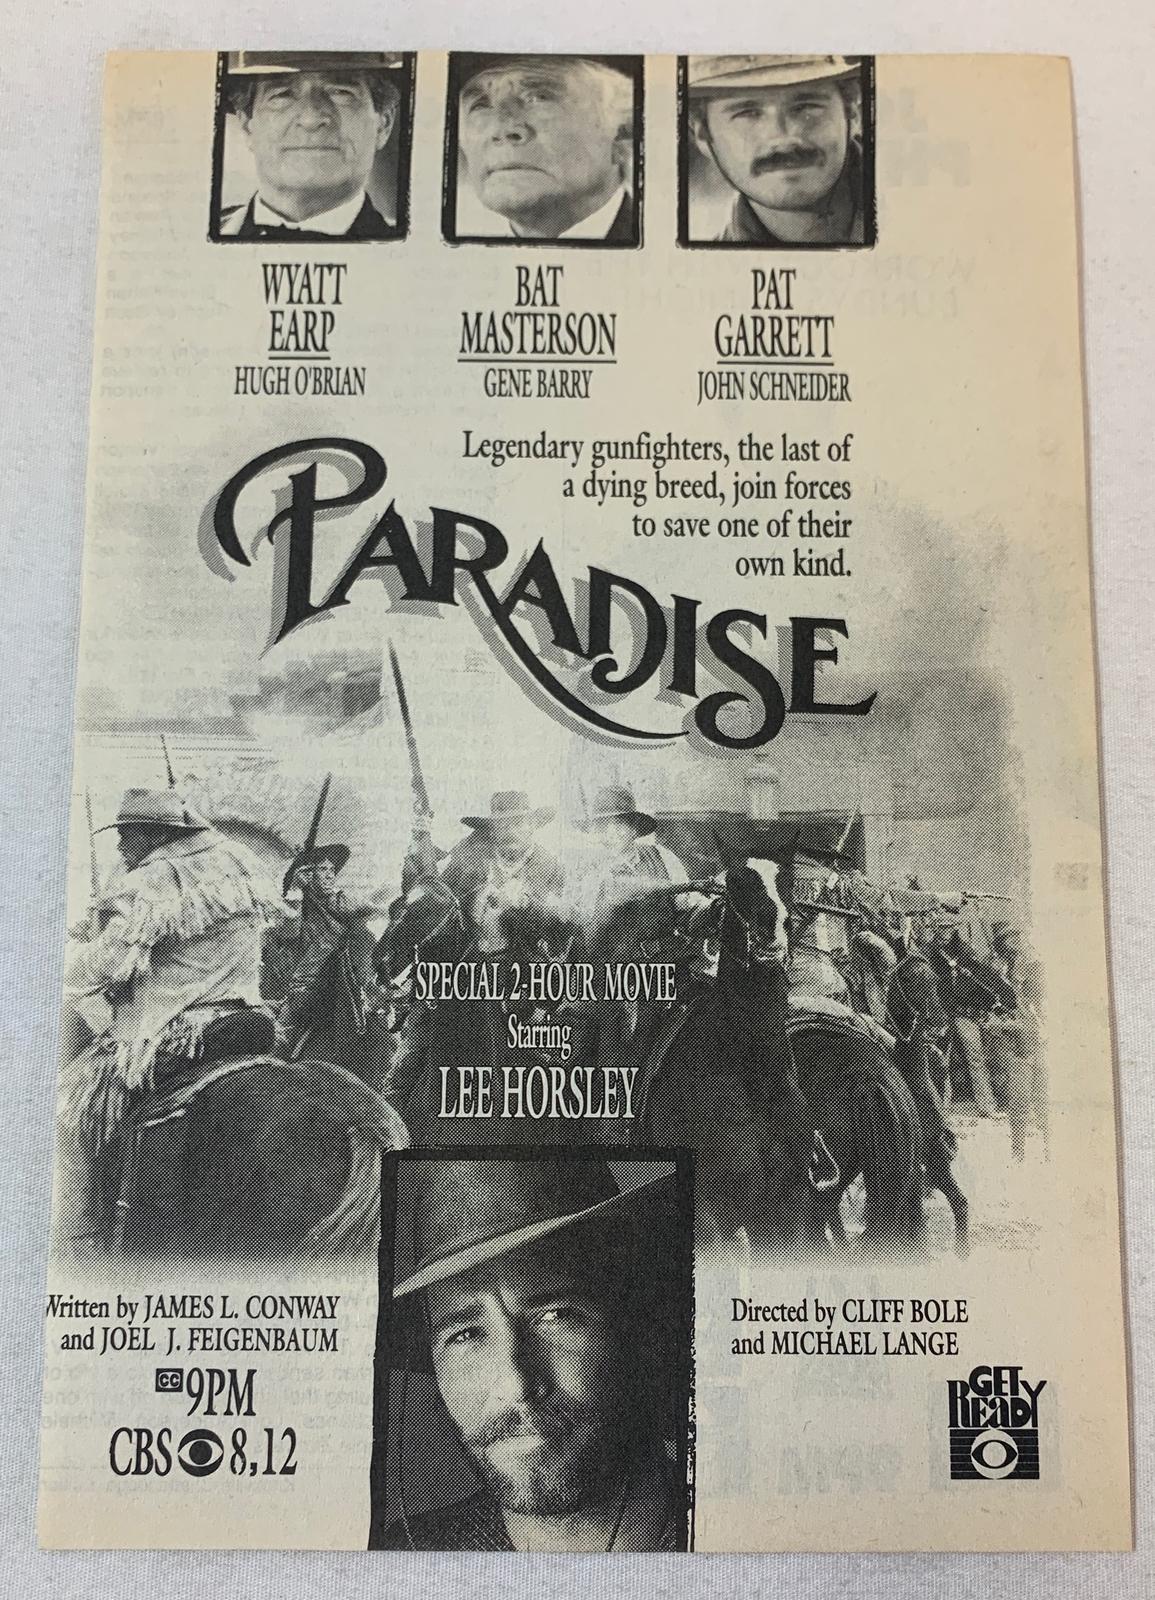 WYATT
EARP
HUGH O'BRIAN
BAT
MASTERSON
GENE BARRY
PAT
GARRETT
JOHN SCHNEIDER
Legendary gunfighters, the last of
a dying breed, join forces
to save one of their
own kind.
PARADISE
SPECIAL 2-HOUR MOVIE
Starring
LEE HORSLEY
Written by JAMES L. CONWAY
and JOEL J. FEIGENBAUM
CC 9PM
CBS 8,12
Directed by CLIFF BOLE
and MICHAEL LANGE
GET
READY